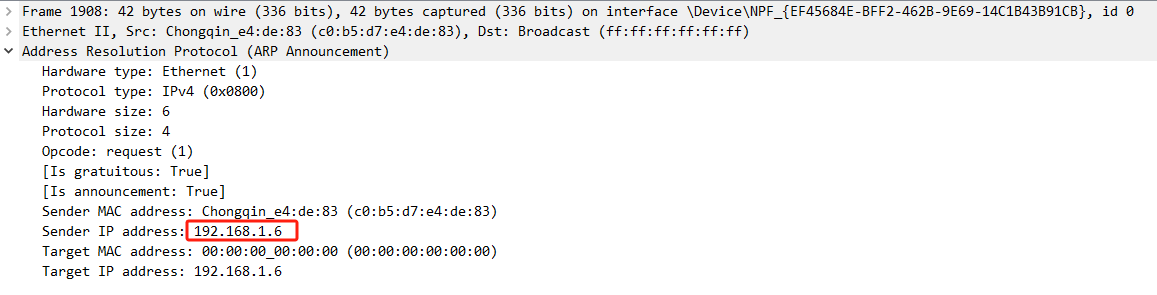 Frame 1908: 42 bytes on wire (336 bits), 42 bytes captured (336 bits) on interface \Device\NPF_{EF45684E-BFF2-462B-9E69-14C1B43B91CB}, id 0
Ethernet II, Src: Chongqin_e4:de:83 (c0:b5:d7:e4:de:83), Dst: Broadcast (ff:ff:ff:ff:ff:ff)
Address Resolution Protocol (ARP Announcement)
Hardware type: Ethernet (1)
Protocol type: IPv4 (0x0800)
Hardware size: 6
Protocol size: 4
Opcode: request (1)
[Is gratuitous: True]
[Is announcement: True]
Sender MAC address: Chongqin_e4:de:83 (c0:b5:d7:e4:de:83)
Sender IP address: 192.168.1.6
Target MAC address: 00:00:00_00:00:00 (00:00:00:00:00:00)
Target IP address: 192.168.1.6